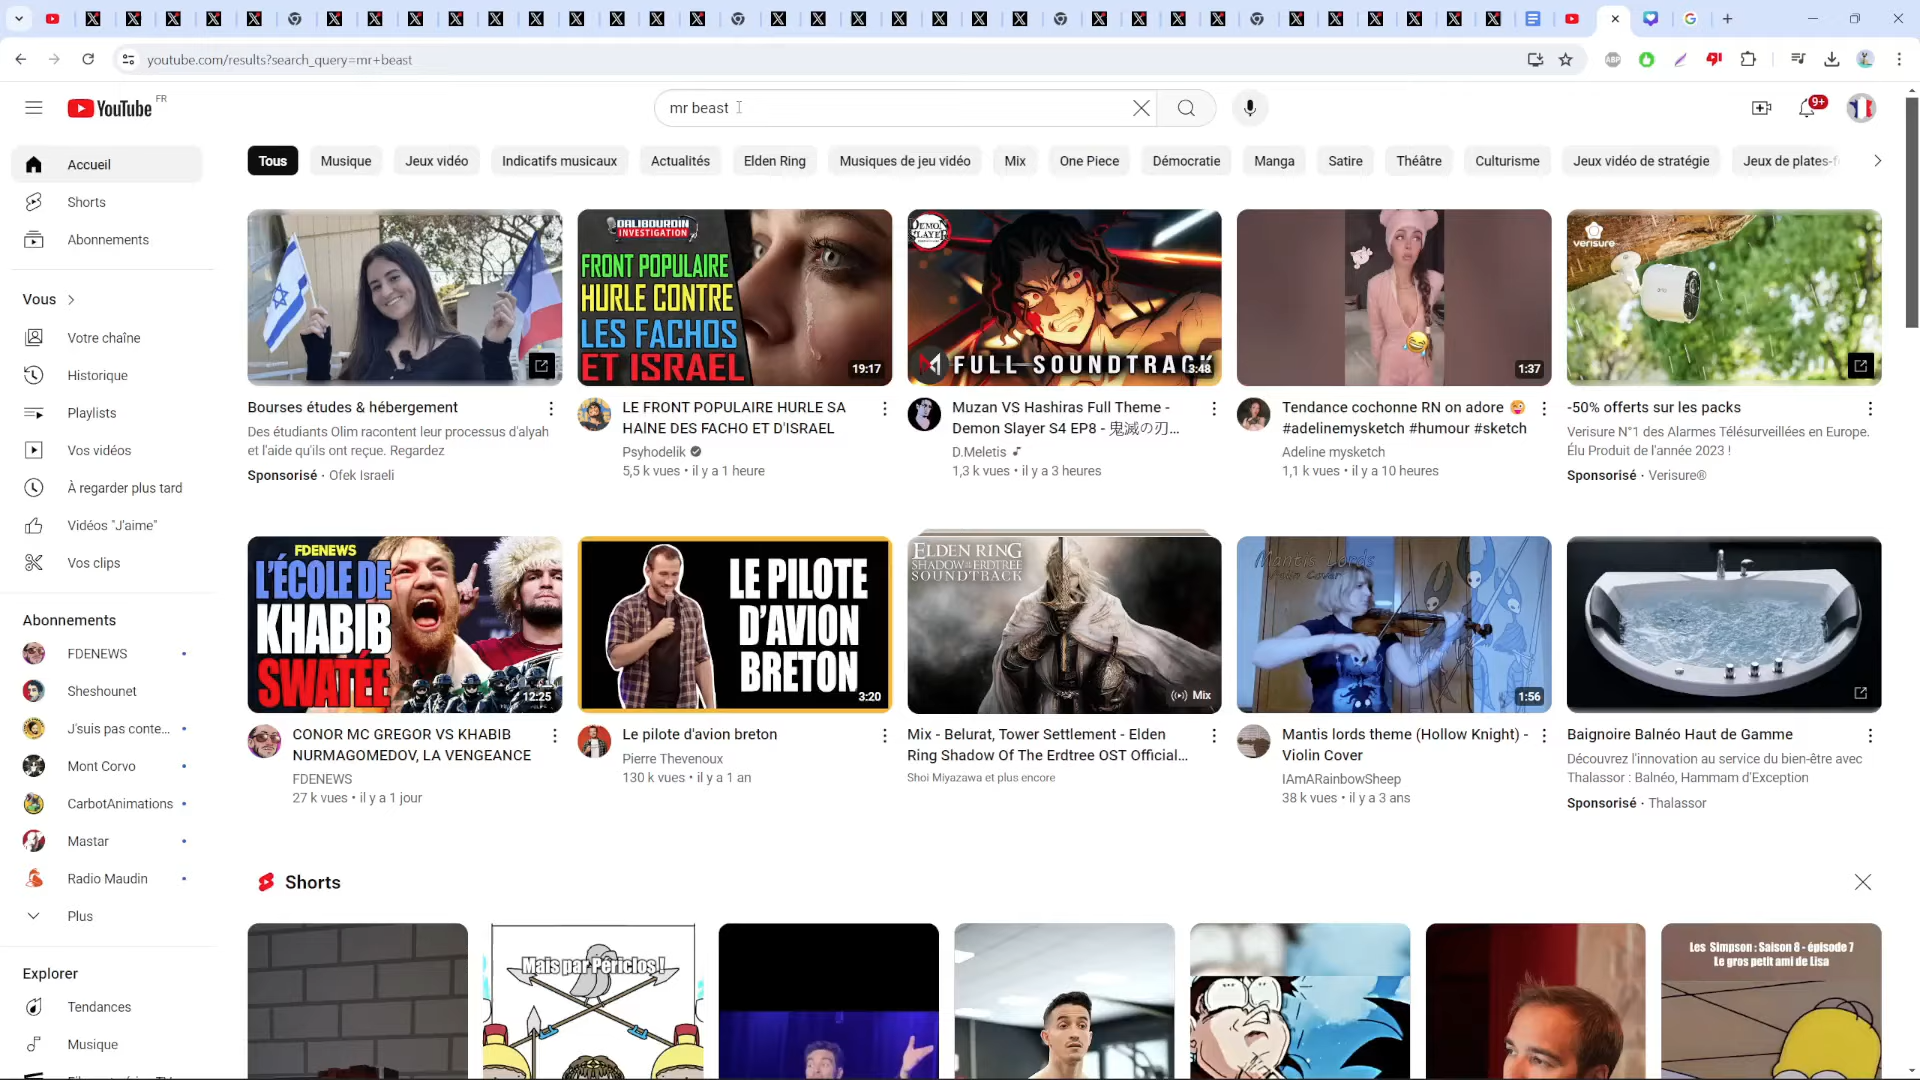 youtube.com/results?search_query=mr+beast
ABP
YouTube FR
mr beast
9+
Accueil
Shorts
Abonnements
Vous
Votre chaîne
Historique
Playlists
Vos vidéos
À regarder plus tard
Vidéos "J'aime"
Vos clips
Abonnements
FDENEWS
Sheshounet
J'suis pas conte...
Mont Corvo
CarbotAnimations
Mastar
Radio Maudin
Plus
Explorer
Tendances
Musique
Tous
Musique
Jeux vidéo
Indicatifs musicaux
Actualités
Elden Ring
Musiques de jeu vidéo
Mix
One Piece
Démocratie
Manga
Satire
Théâtre
Culturisme
Jeux vidéo de stratégie
Jeux de plates-f
Bourses études & hébergement
Des étudiants Olim racontent leur processus d'alyah
et l'aide qu'ils ont reçue. Regardez
Sponsorisé · Ofek Israeli
DALIBOURDIN
INVESTIGATION
FRONT POPULAIRE
HURLE CONTRE
LES FACHOS
ET ISRAEL
19:17
LE FRONT POPULAIRE HURLE SA
HAINE DES FACHO ET D'ISRAEL
Psyhodelik
5,5 k vues • il y a 1 heure
DEMON
SLAYER
FULL SOUNDTRACK
3:48
Muzan VS Hashiras Full Theme -
Demon Slayer S4 EP8 - 鬼滅の刃...
D.Meletis
1,3 k vues • il y a 3 heures
1:37
Tendance cochonne RN on adore 😜
#adelinemysketch #humour #sketch
Adeline mysketch
1,1 k vues • il y a 10 heures
verisure
-50% offerts sur les packs
Verisure N°1 des Alarmes Télésurveillées en Europe.
Élu Produit de l'année 2023 !
Sponsorisé · Verisure®
FDENEWS
L'ÉCOLE DE
KHABIB
SWATÉE
12:25
CONOR MC GREGOR VS KHABIB
NURMAGOMEDOV, LA VENGEANCE
FDENEWS
27 k vues • il y a 1 jour
LE PILOTE
D'AVION
BRETON
3:20
Le pilote d'avion breton
Pierre Thevenoux
130 k vues • il y a 1 an
ELDEN RING
SHADOW OF THE ERDTREE
SOUNDTRACK
Mix
Mix - Belurat, Tower Settlement - Elden
Ring Shadow Of The Erdtree OST Official...
Shoi Miyazawa et plus encore
Mantis Lords
Violin Cover
1:56
Mantis lords theme (Hollow Knight) -
Violin Cover
IAmARainbowSheep
38 k vues • il y a 3 ans
Baignoire Balnéo Haut de Gamme
Découvrez l'innovation au service du bien-être avec
Thalassor : Balnéo, Hammam d'Exception
Sponsorisé · Thalassor
Shorts
Mais par Périclos !
Les Simpson : Saison 8 - épisode 7
Le gros petit ami de Lisa